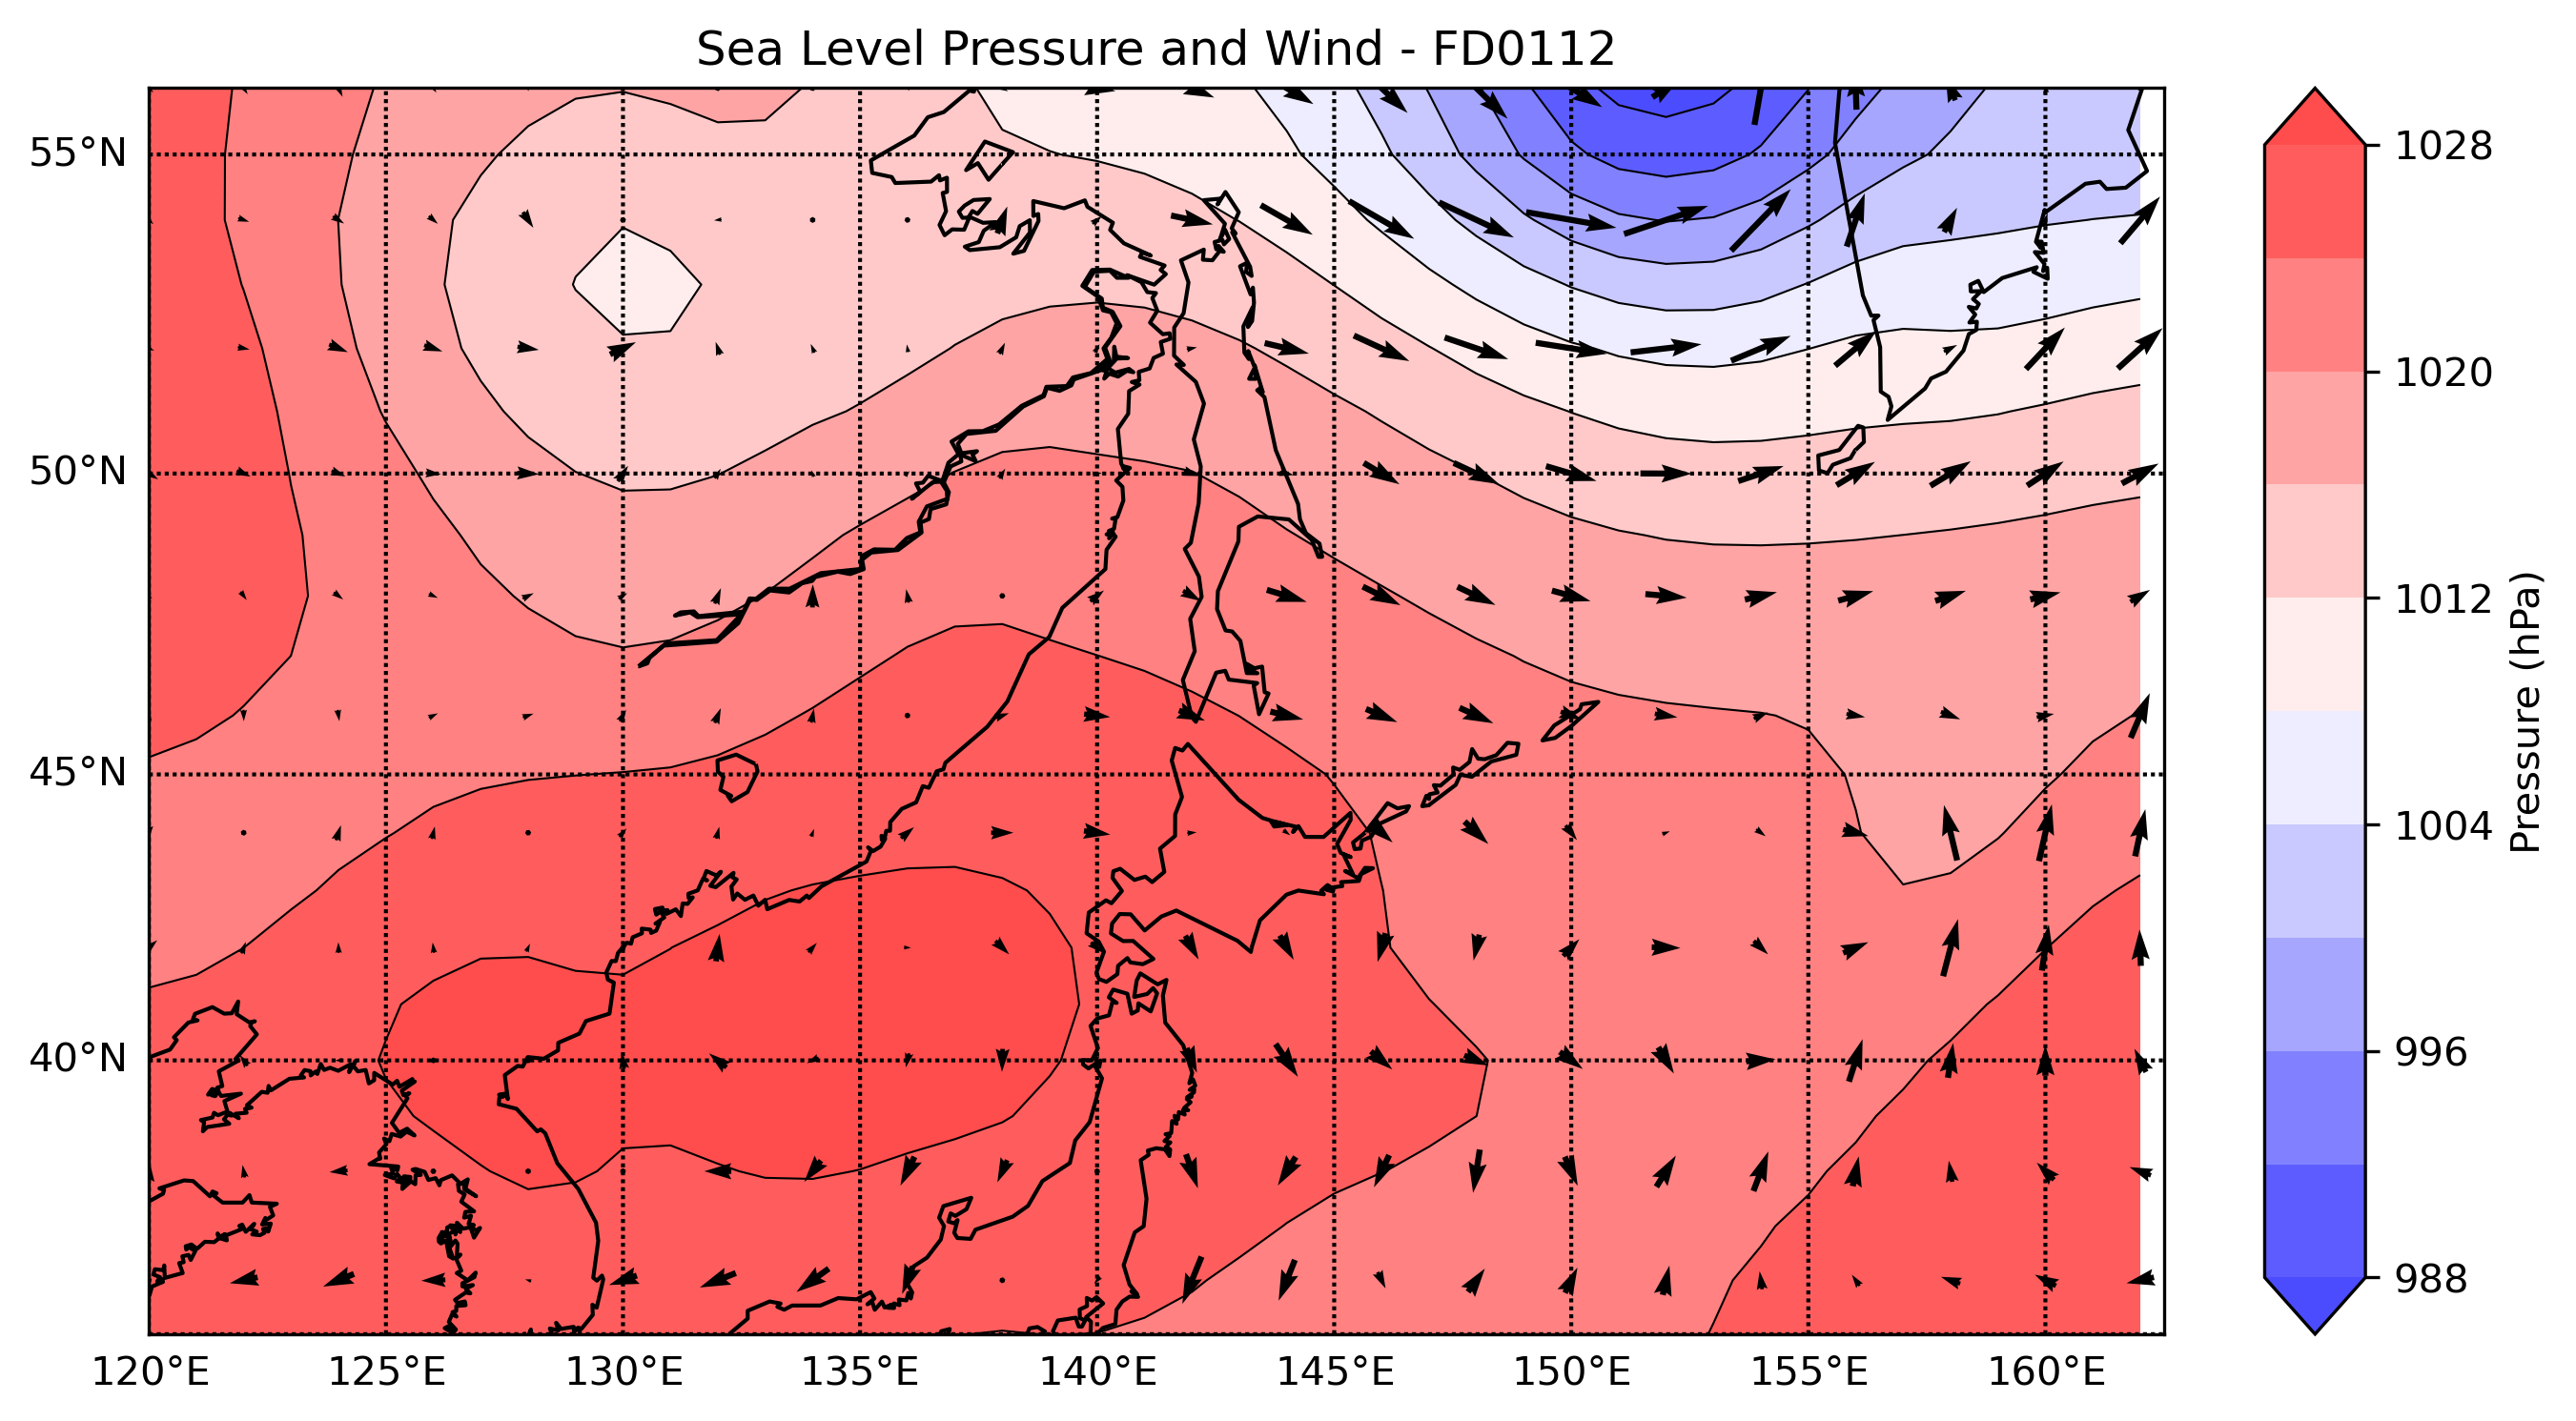 Sea Level Pressure and Wind - FD0112
55°N
50°N
45°N
40°N
120°E 125°E 130°E 135°E 140°E 145°E 150°E 155°E 160°E
1028
1020
1012
1004
996
988
Pressure (hPa)